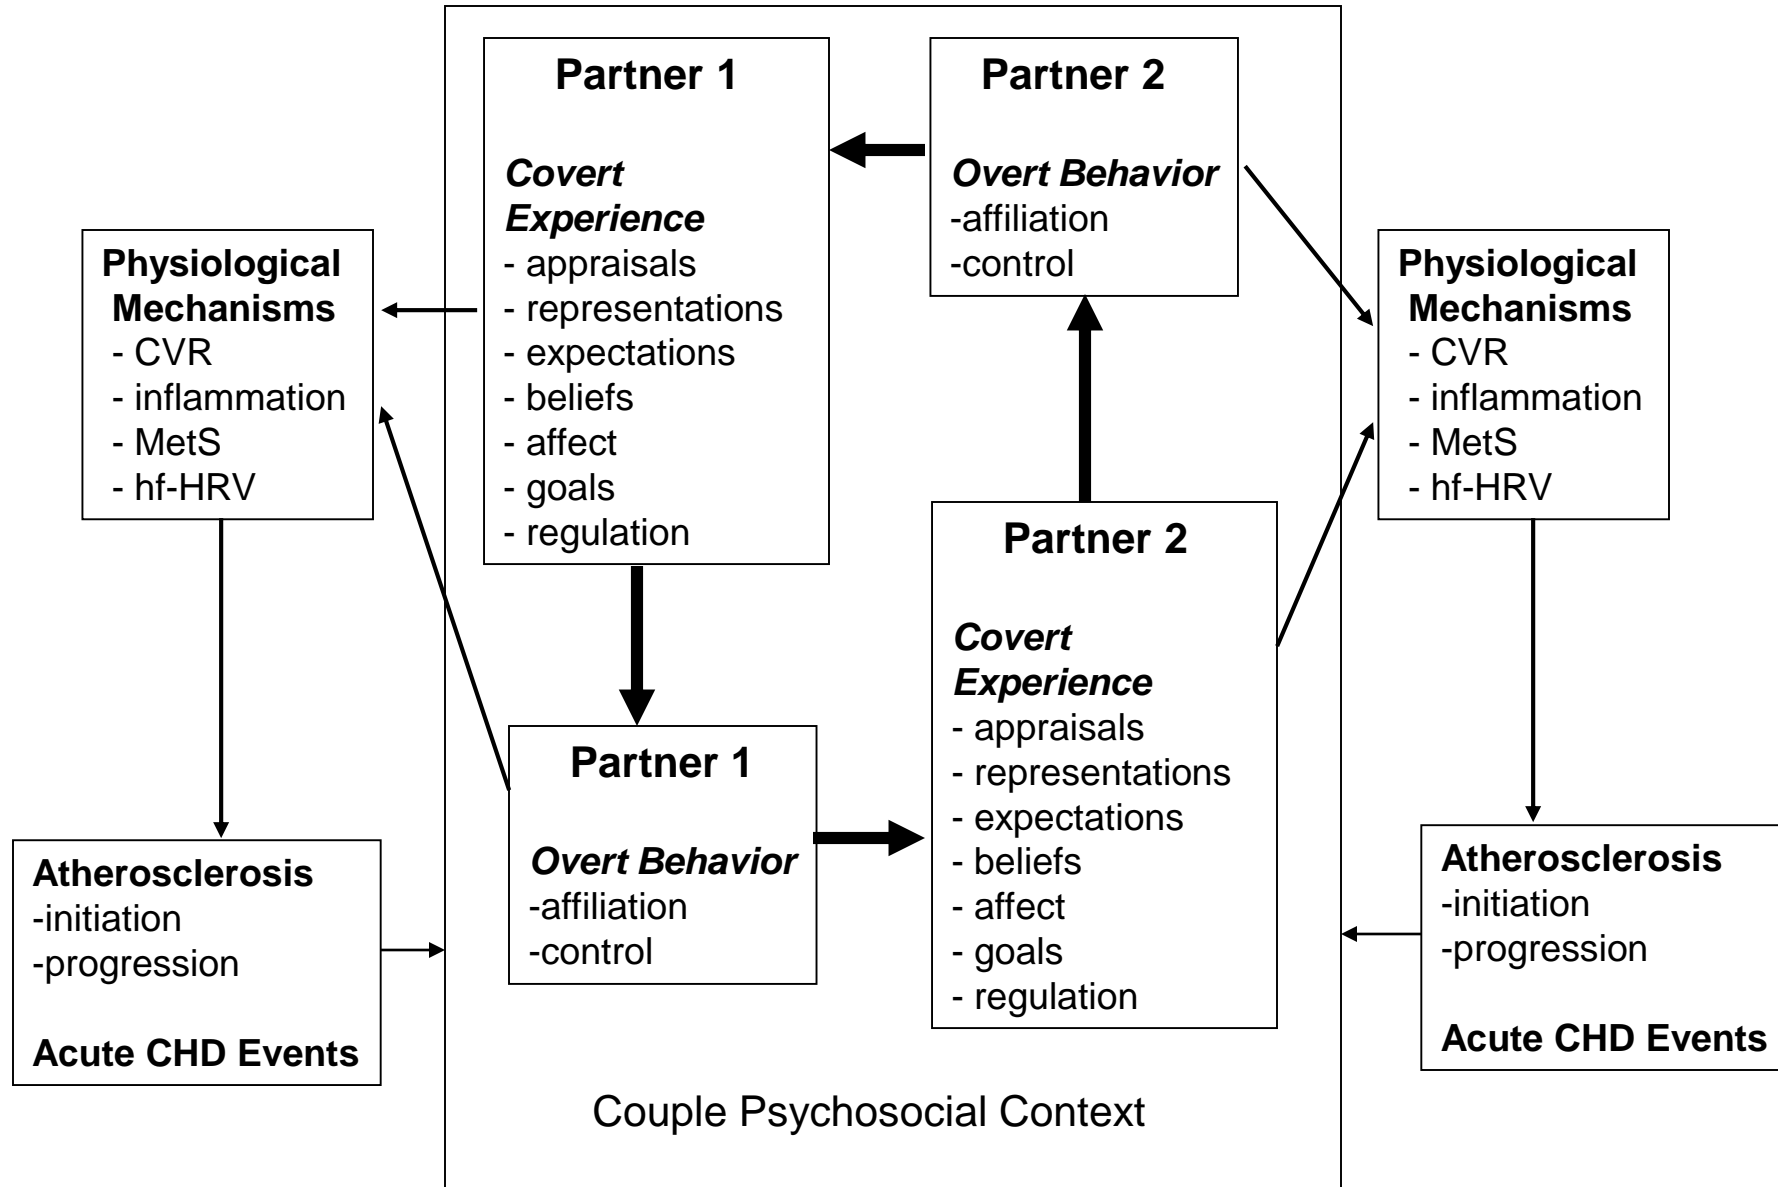 Partner 1
Covert
Experience
- appraisals
- representations
- expectations
- beliefs
- affect
- goals
- regulation
Partner 2
Overt Behavior
-affiliation
-control
Physiological
Mechanisms
- CVR
- inflammation
- MetS
- hf-HRV
Physiological
Mechanisms
- CVR
- inflammation
- MetS
- hf-HRV
Partner 1
Overt Behavior
-affiliation
-control
Partner 2
Covert
Experience
- appraisals
- representations
- expectations
- beliefs
- affect
- goals
- regulation
Atherosclerosis
-initiation
-progression
Acute CHD Events
Atherosclerosis
-initiation
-progression
Acute CHD Events
Couple Psychosocial Context